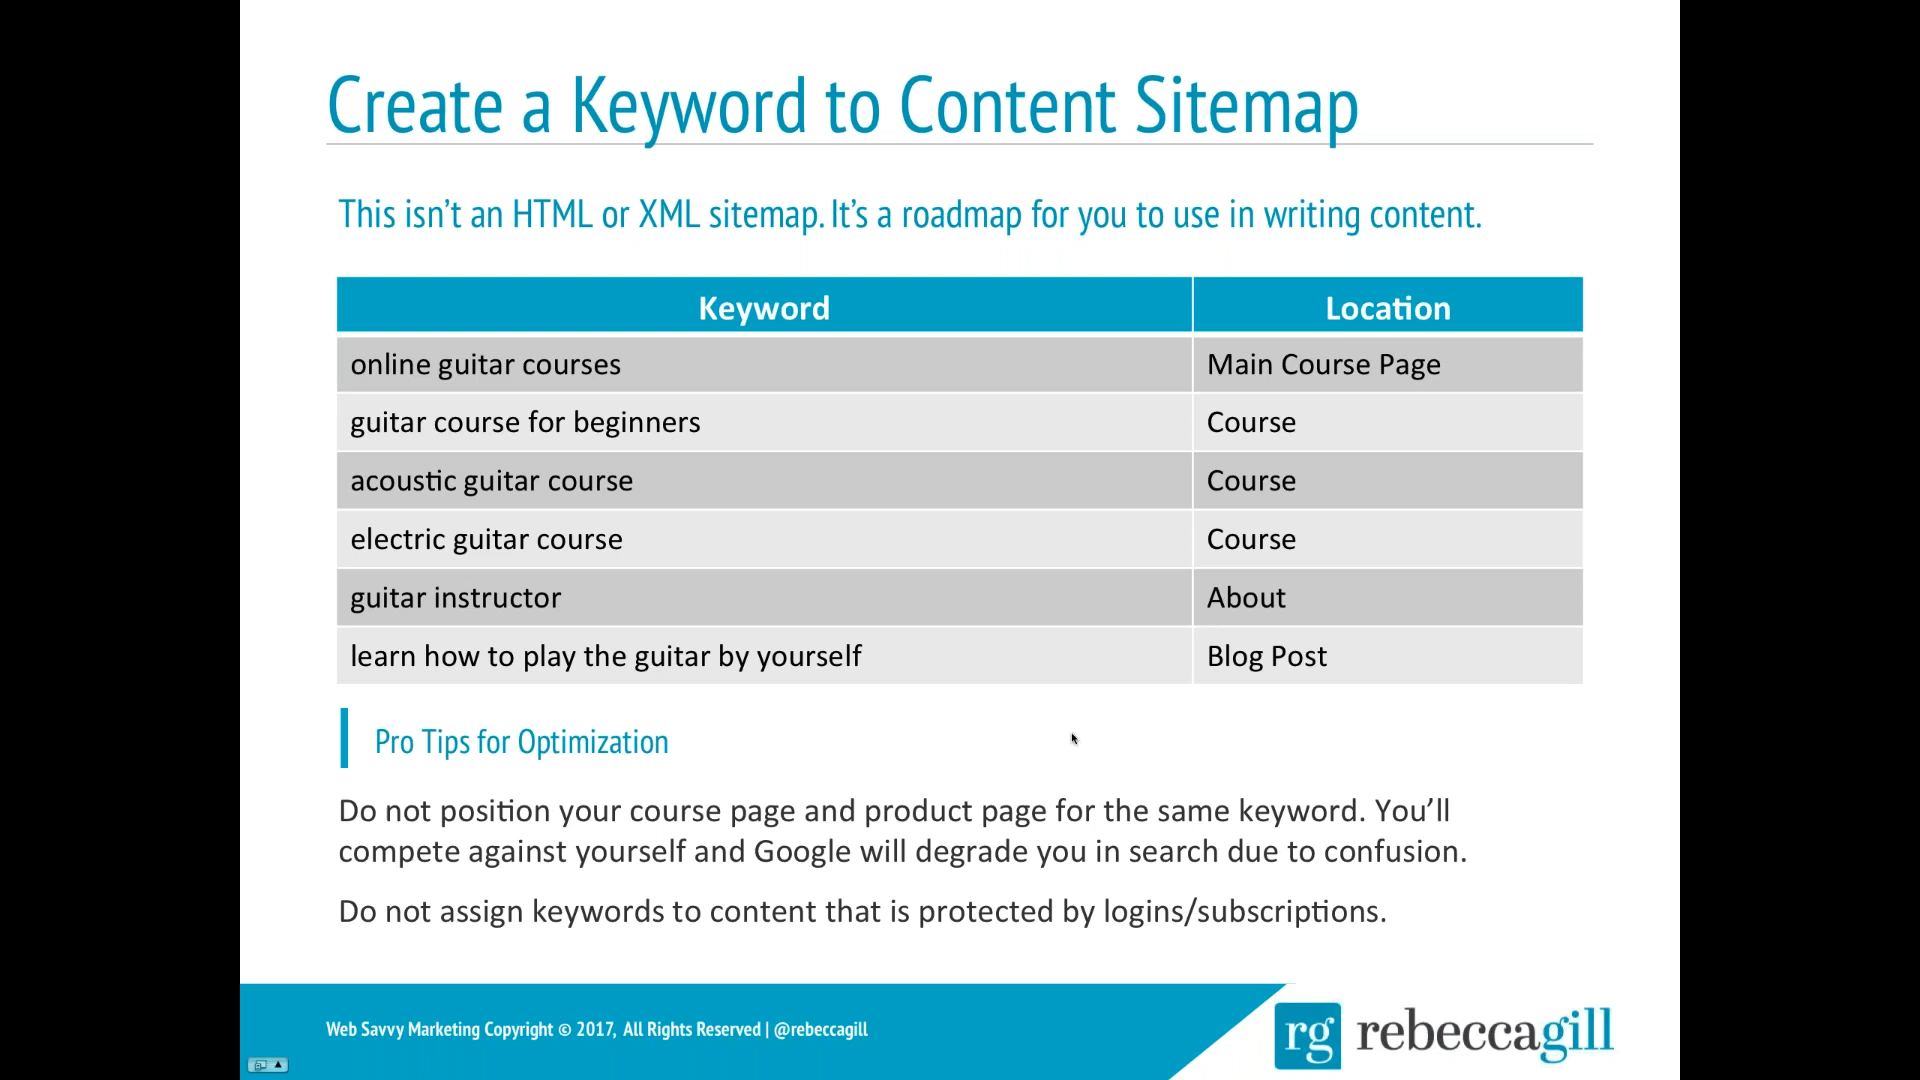 Create a Keyword to Content Sitemap
This isn’t an HTML or XML sitemap. It’s a roadmap for you to use in writing content.
Keyword Location
online guitar courses Main Course Page
guitar course for beginners Course
acoustic guitar course Course
electric guitar course Course
guitar instructor About
learn how to play the guitar by yourself Blog Post
Pro Tips for Optimization
Do not position your course page and product page for the same keyword. You’ll
compete against yourself and Google will degrade you in search due to confusion.
Do not assign keywords to content that is protected by logins/subscriptions.
Web Savvy Marketing Copyright © 2017, All Rights Reserved | @rebeccagill
rg rebeccagill